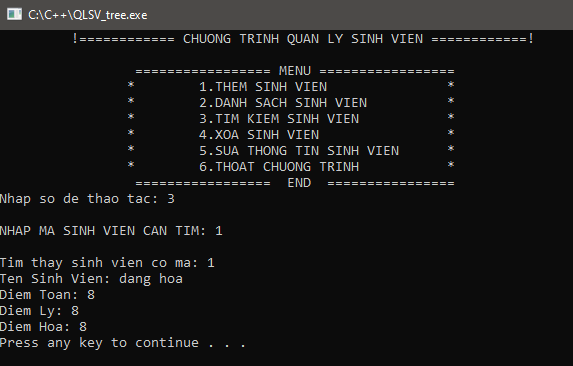 C:\C++\QLSV_tree.exe
!============ CHUONG TRINH QUAN LY SINH VIEN ============!
================= MENU =================
* 1.THEM SINH VIEN *
* 2.DANH SACH SINH VIEN *
* 3.TIM KIEM SINH VIEN *
* 4.XOA SINH VIEN *
* 5.SUA THONG TIN SINH VIEN *
* 6.THOAT CHUONG TRINH *
================= END ================
Nhap so de thao tac: 3
NHAP MA SINH VIEN CAN TIM: 1
Tim thay sinh vien co ma: 1
Ten Sinh Vien: dang hoa
Diem Toan: 8
Diem Ly: 8
Diem Hoa: 8
Press any key to continue . . .